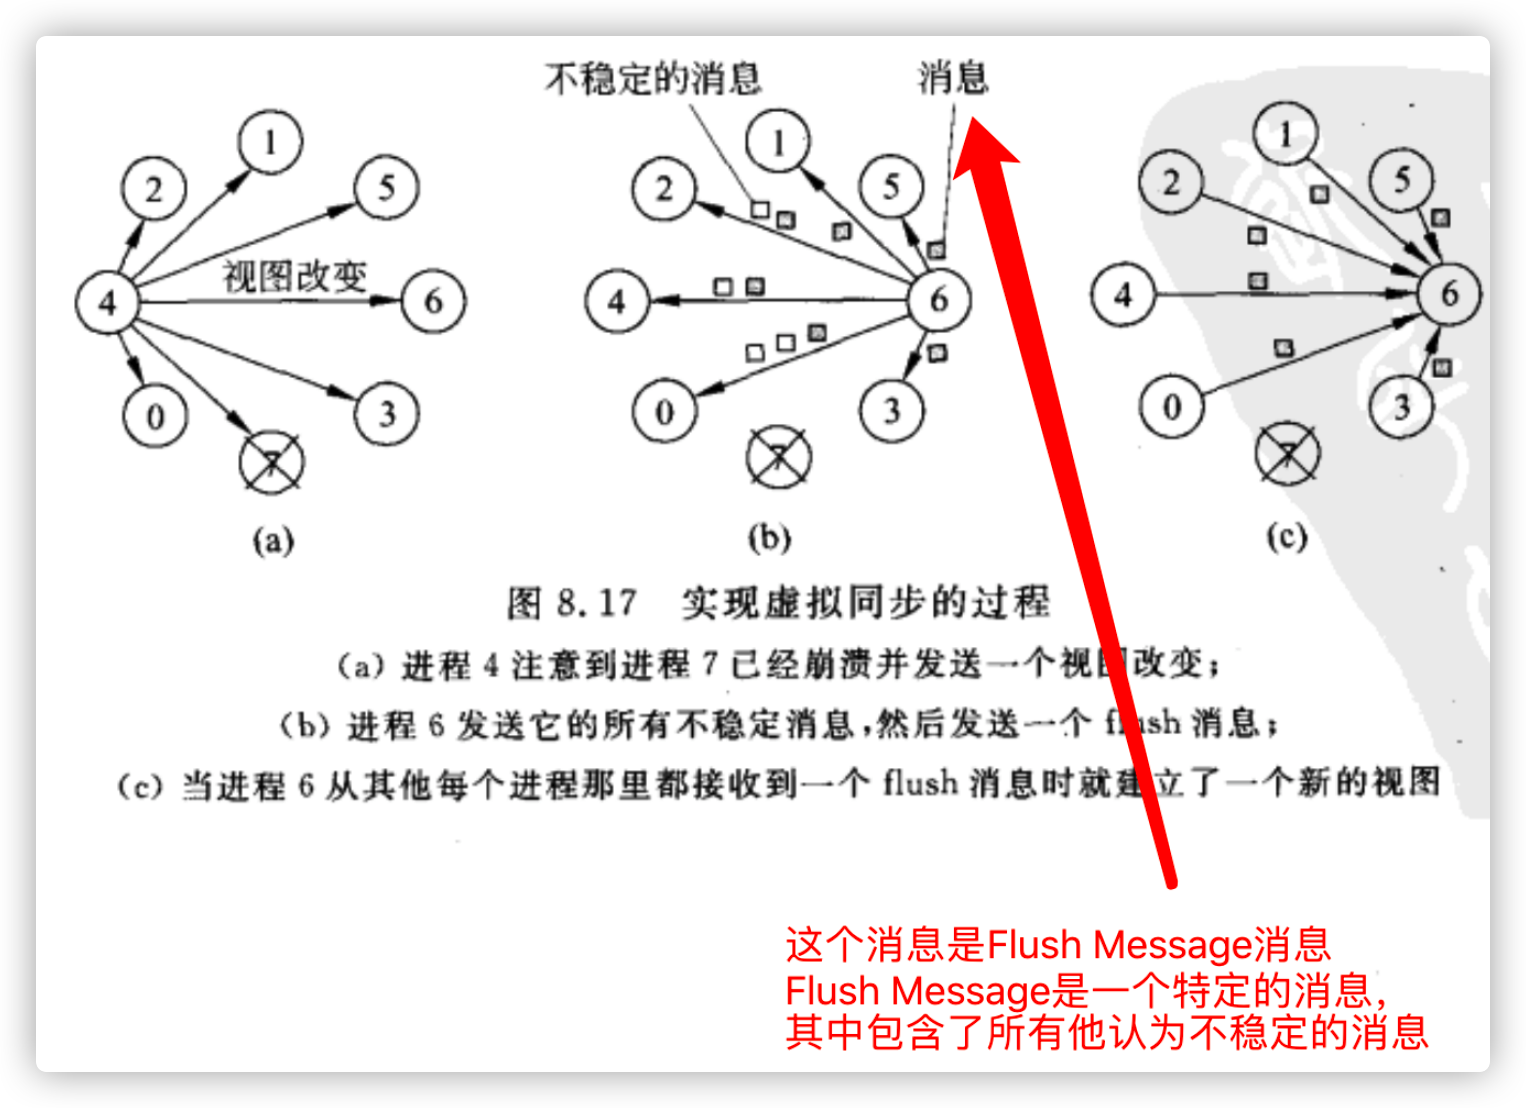 不稳定的消息 消息
1 1 1
2 5 2 5 2 5
视图改变
4 6 4 6 4 6
0 3 0 3 0 3
7 7 7
(a) (b) (c)
图 8.17 实现虚拟同步的过程
(a) 进程 4 注意到进程 7 已经崩溃并发送一个视图改变;
(b) 进程 6 发送它的所有不稳定消息,然后发送一个 flush 消息;
(c) 当进程 6 从其他每个进程那里都接收到一个 flush 消息时就建立了一个新的视图
这个消息是Flush Message消息
Flush Message是一个特定的消息,
其中包含了所有他认为不稳定的消息